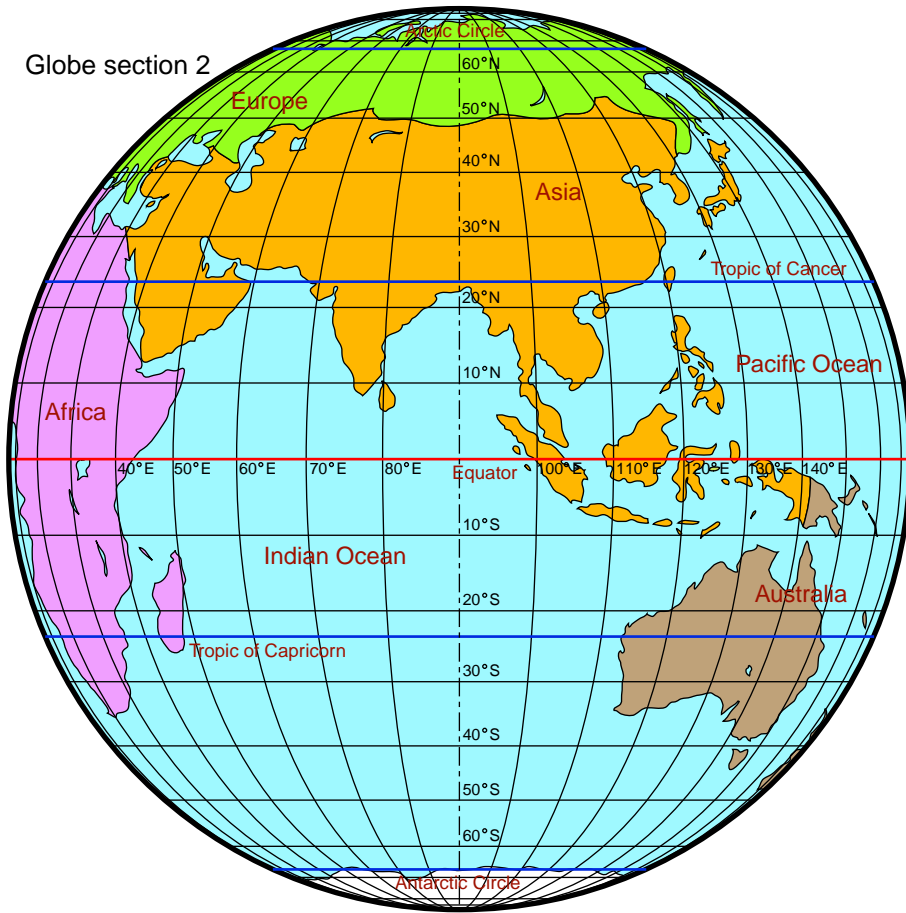 Arctic Circle
Globe section 2
60°N
Europe
50°N
40°N
Asia
30°N
Tropic of Cancer
20°N
Pacific Ocean
10°N
Africa
40°E 50°E 60°E 70°E 80°E 100°E 110°E 120°E 130°E 140°E
Equator
10°S
Indian Ocean
Australia
20°S
Tropic of Capricorn
30°S
40°S
50°S
60°S
Antarctic Circle